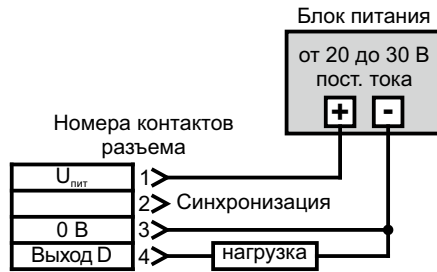 Блок питания
от 20 до 30 В
пост. тока
+ -
Номера контактов
разъема
Uпит 1
2 Синхронизация
0 В 3
Выход D 4 нагрузка